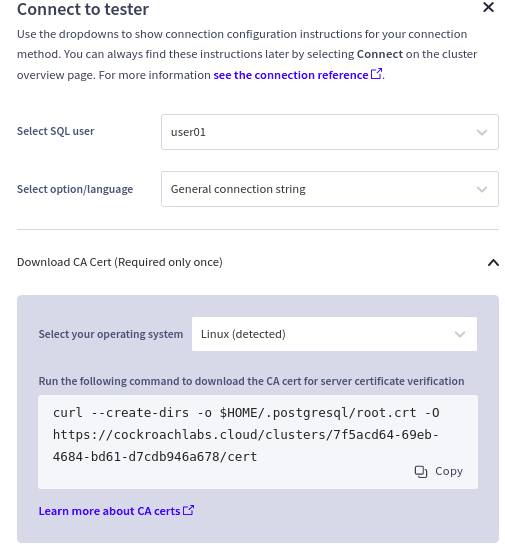 Connect to tester
Use the dropdowns to show connection configuration instructions for your connection
method. You can always find these instructions later by selecting Connect on the cluster
overview page. For more information see the connection reference.
Select SQL user
user01
Select option/language
General connection string
Download CA Cert (Required only once)
Select your operating system
Linux (detected)
Run the following command to download the CA cert for server certificate verification
curl --create-dirs -o $HOME/.postgresql/root.crt -O
https://cockroachlabs.cloud/clusters/7f5acd64-69eb-
4684-bd61-d7cdb946a678/cert
Copy
Learn more about CA certs